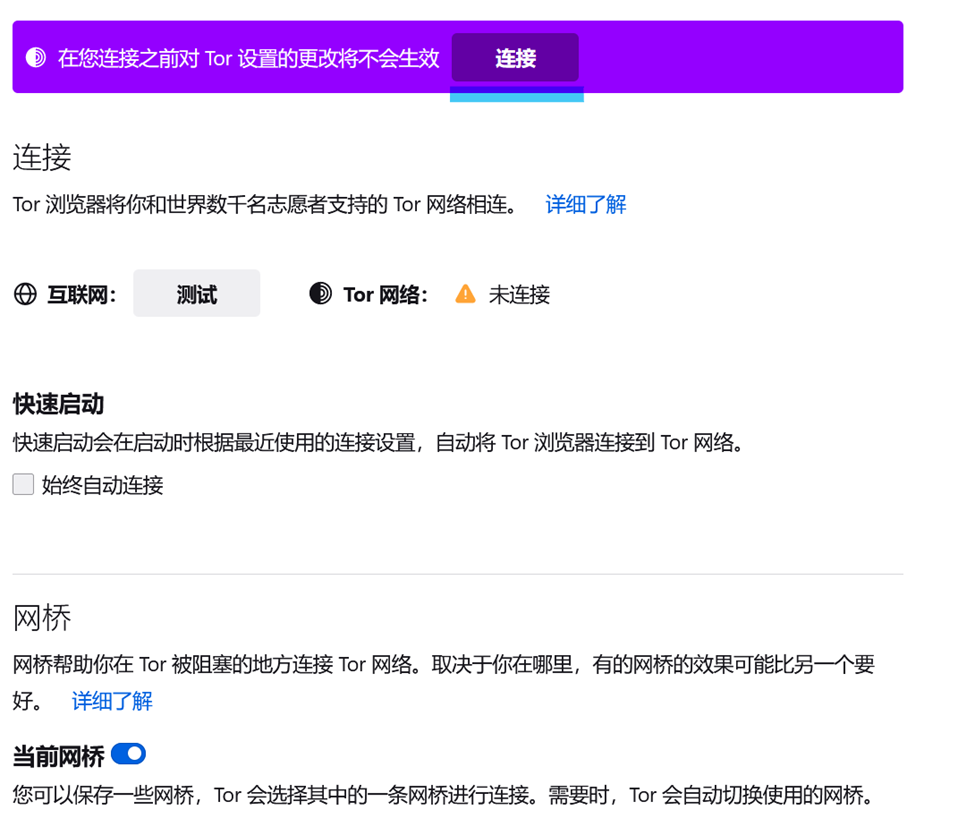 在您连接之前对 Tor 设置的更改将不会生效 连接
连接
Tor 浏览器将你和世界数千名志愿者支持的 Tor 网络相连。 详细了解
互联网： 测试 Tor 网络： 未连接
快速启动
快速启动会在启动时根据最近使用的连接设置，自动将 Tor 浏览器连接到 Tor 网络。
始终自动连接
网桥
网桥帮助你在 Tor 被阻塞的地方连接 Tor 网络。取决于你在哪里，有的网桥的效果可能比另一个要
好。 详细了解
当前网桥
您可以保存一些网桥，Tor 会选择其中的一条网桥进行连接。需要时，Tor 会自动切换使用的网桥。